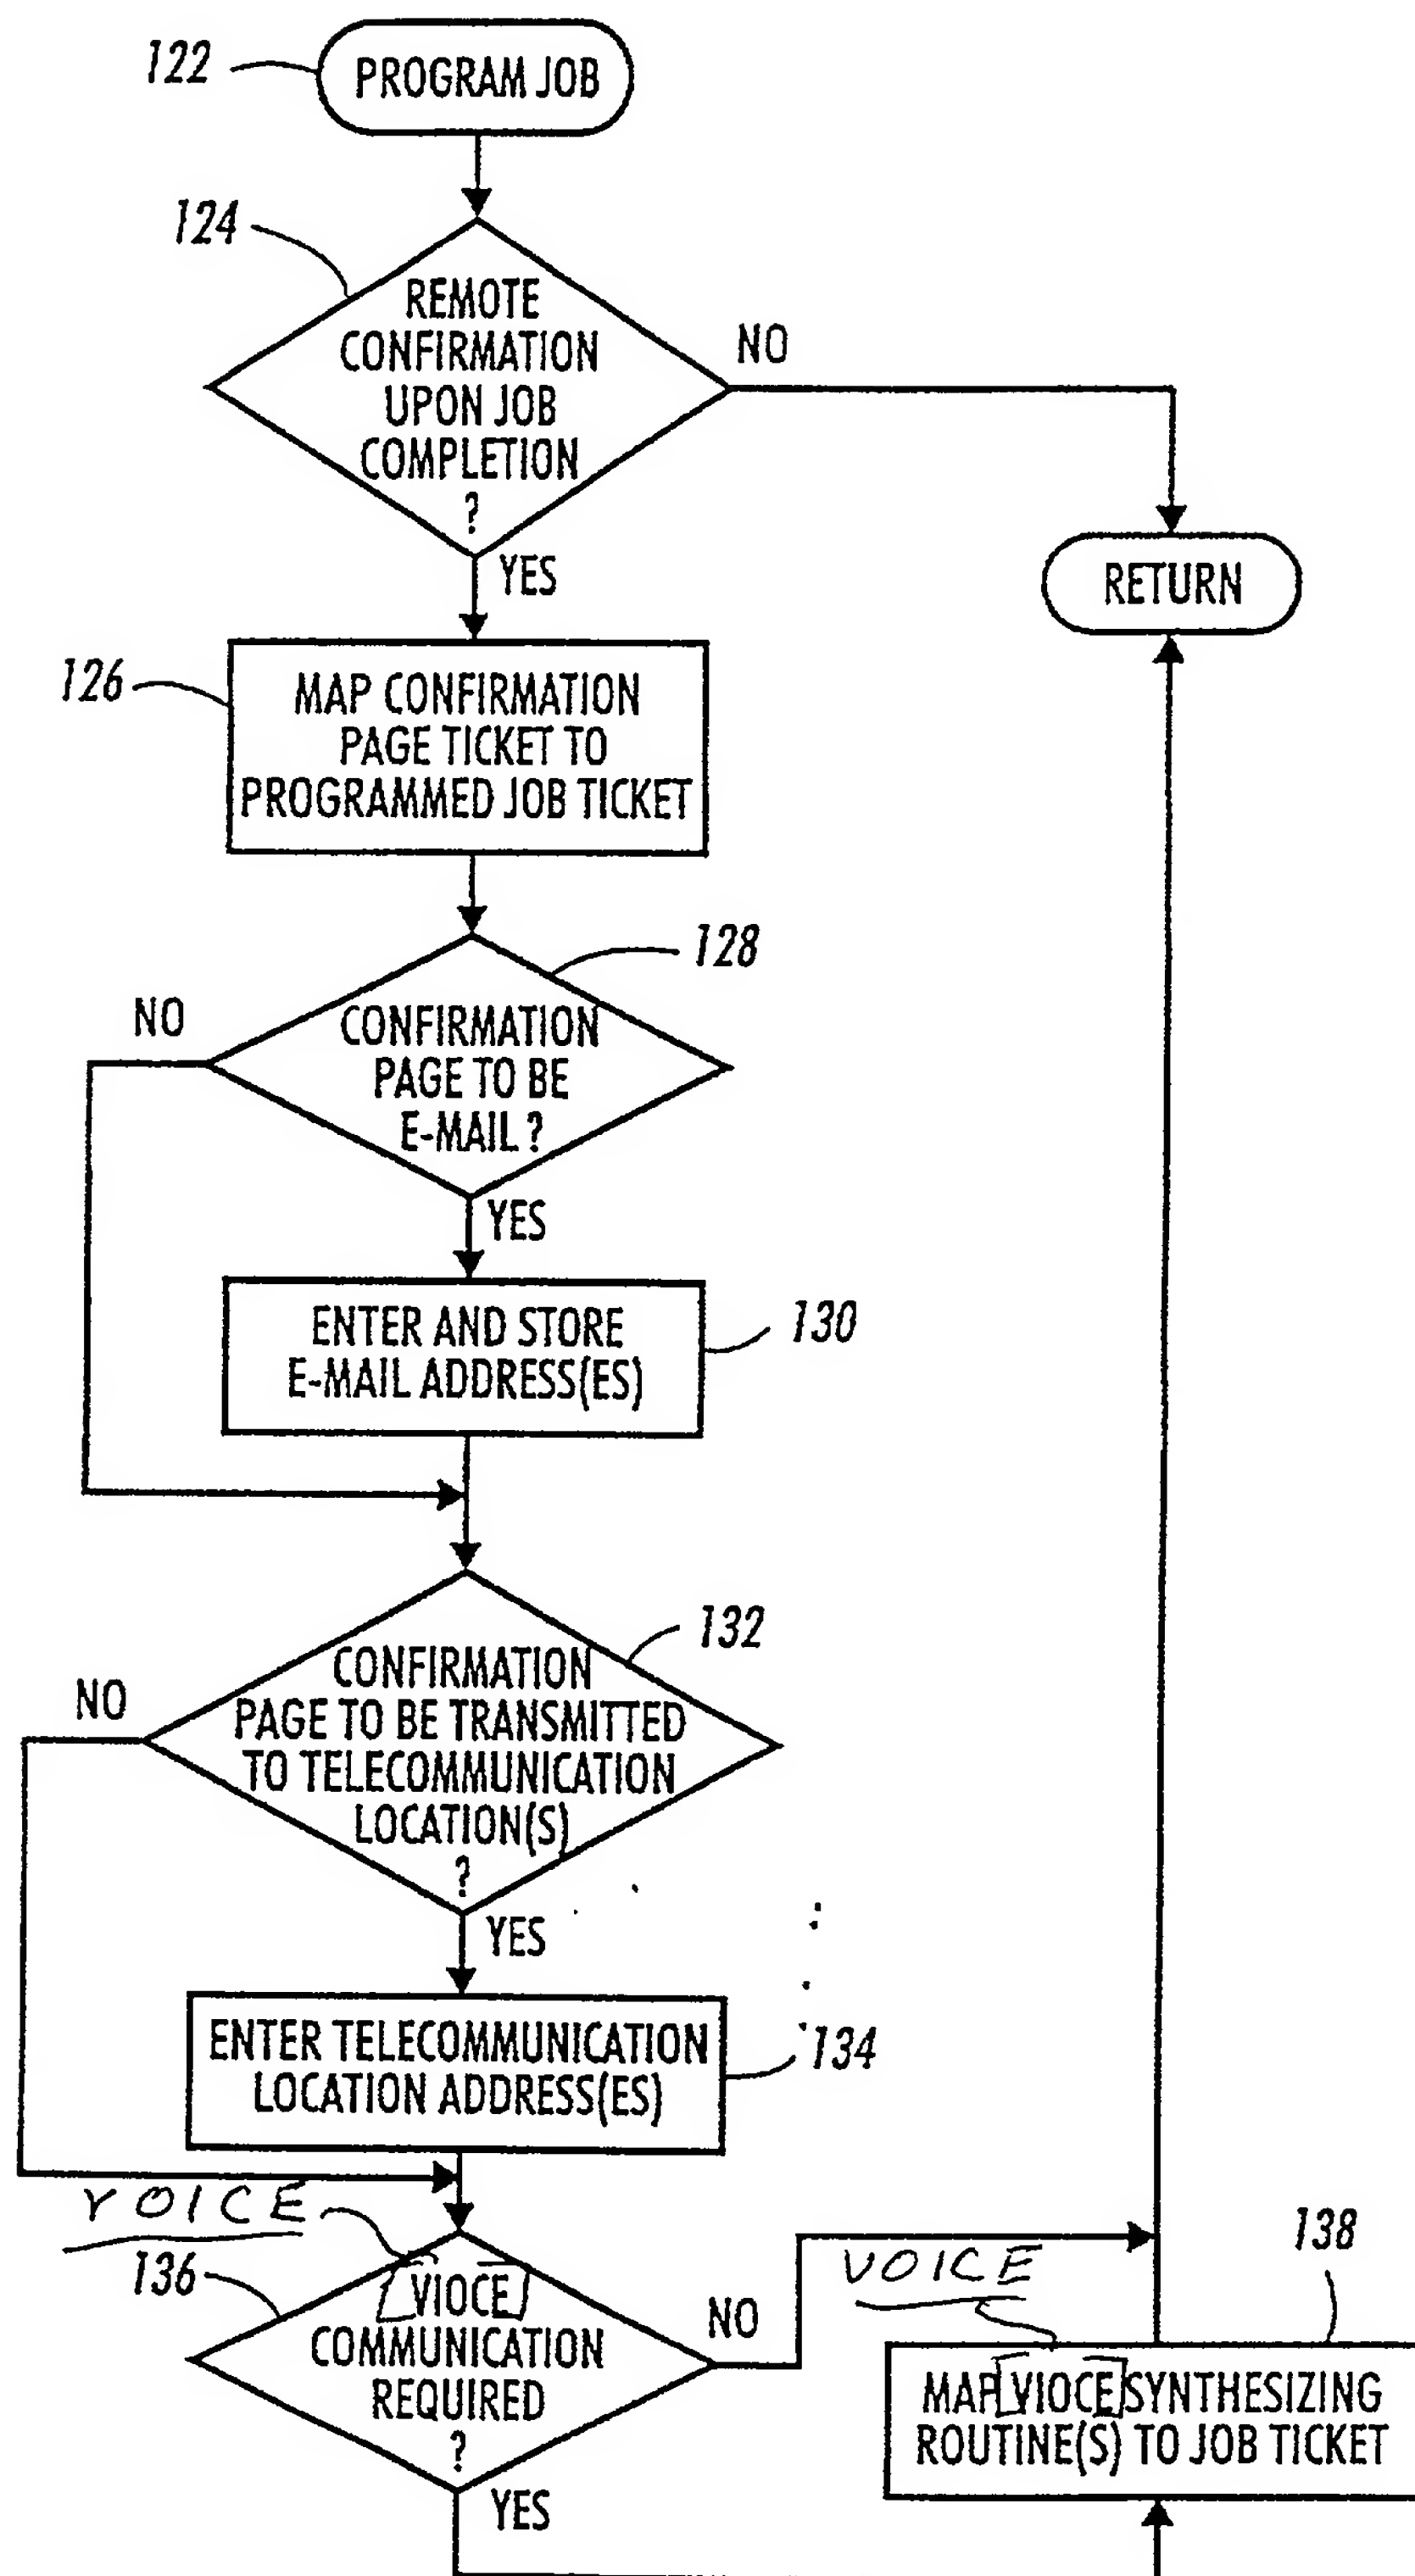 122
PROGRAM JOB
124
REMOTE
CONFIRMATION
UPON JOB
COMPLETION
?
NO
YES
RETURN
126
MAP CONFIRMATION
PAGE TICKET TO
PROGRAMMED JOB TICKET
128
NO
CONFIRMATION
PAGE TO BE
E-MAIL ?
YES
ENTER AND STORE
E-MAIL ADDRESS(ES)
130
132
NO
CONFIRMATION
PAGE TO BE TRANSMITTED
TO TELECOMMUNICATION
LOCATION(S)
?
YES
ENTER TELECOMMUNICATION
LOCATION ADDRESS(ES)
134
VOICE
136
[VIOCE]
COMMUNICATION
REQUIRED
?
NO
YES
VOICE
138
MAP [VIOCE] SYNTHESIZING
ROUTINE(S) TO JOB TICKET